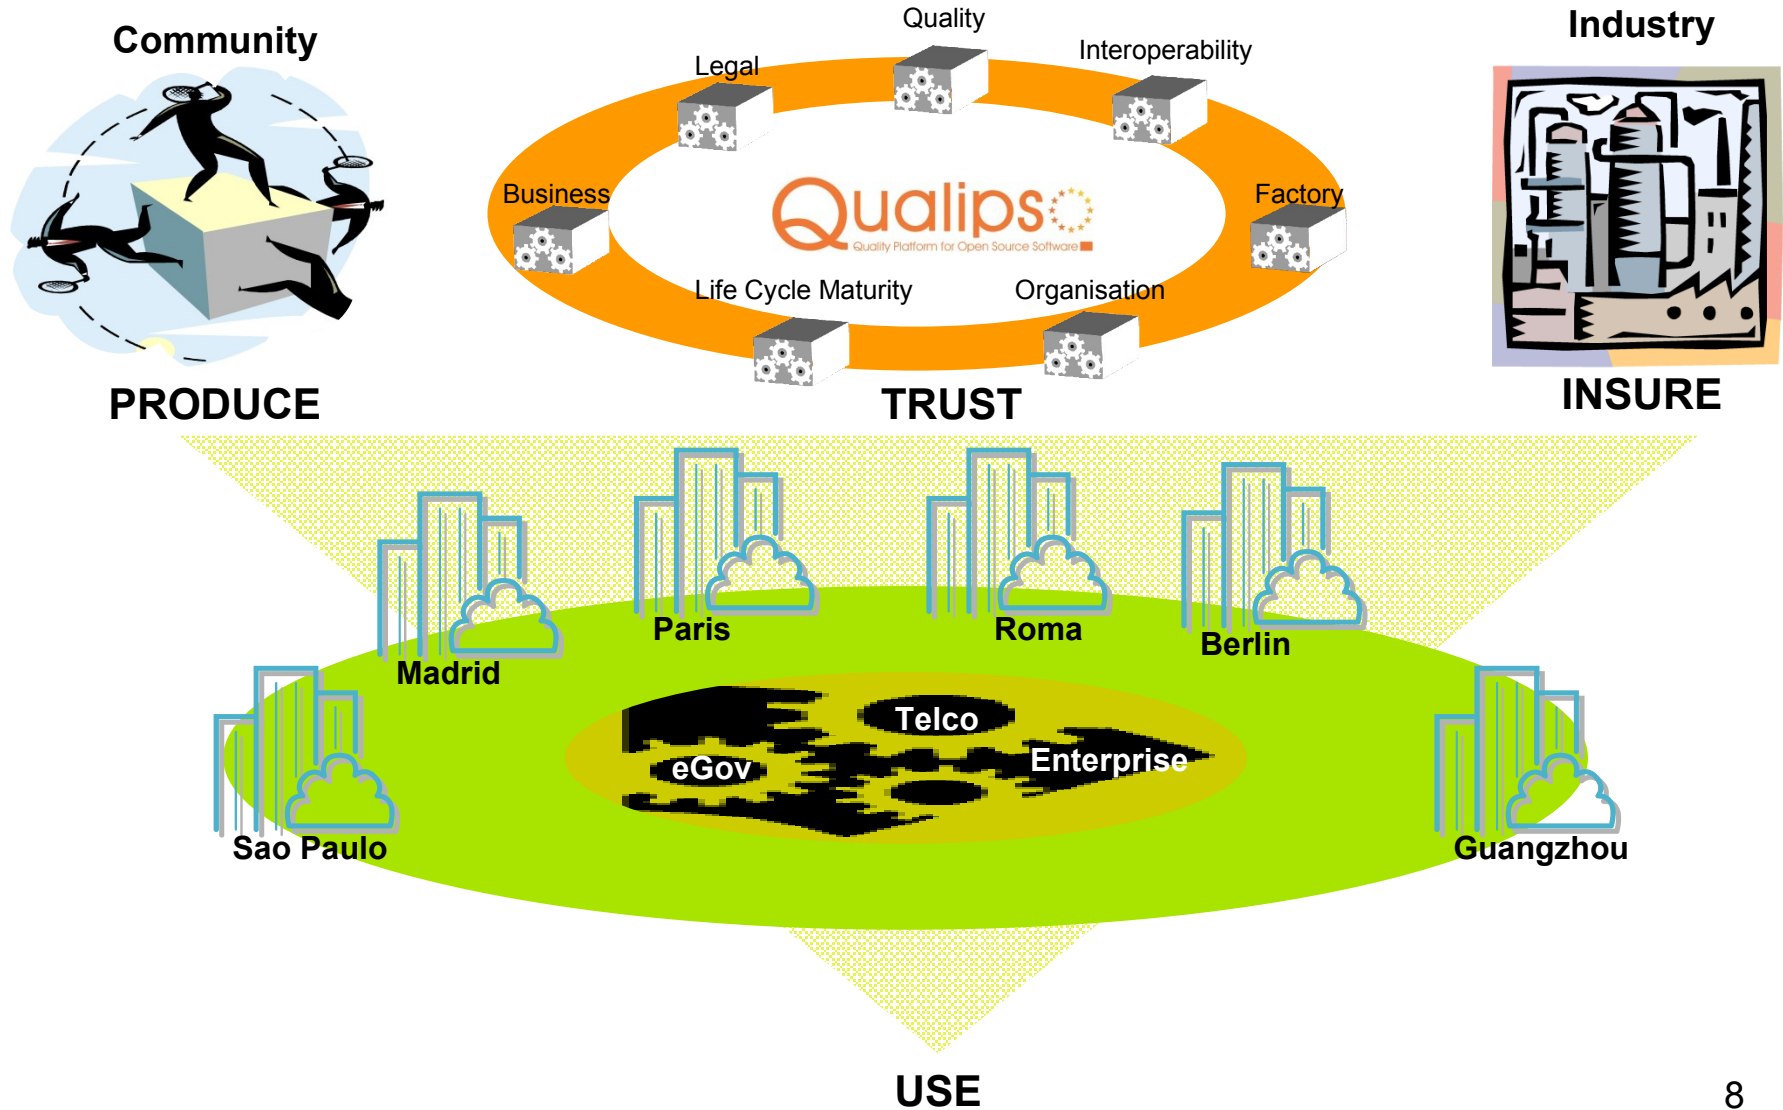 Community
Quality
Industry
Legal
Interoperability
Business
Factory
Qualipso
Quality Platform for Open Source Software
Life Cycle Maturity
Organisation
PRODUCE
TRUST
INSURE
Paris
Roma
Berlin
Madrid
Telco
eGov
Enterprise
Sao Paulo
Guangzhou
USE
8